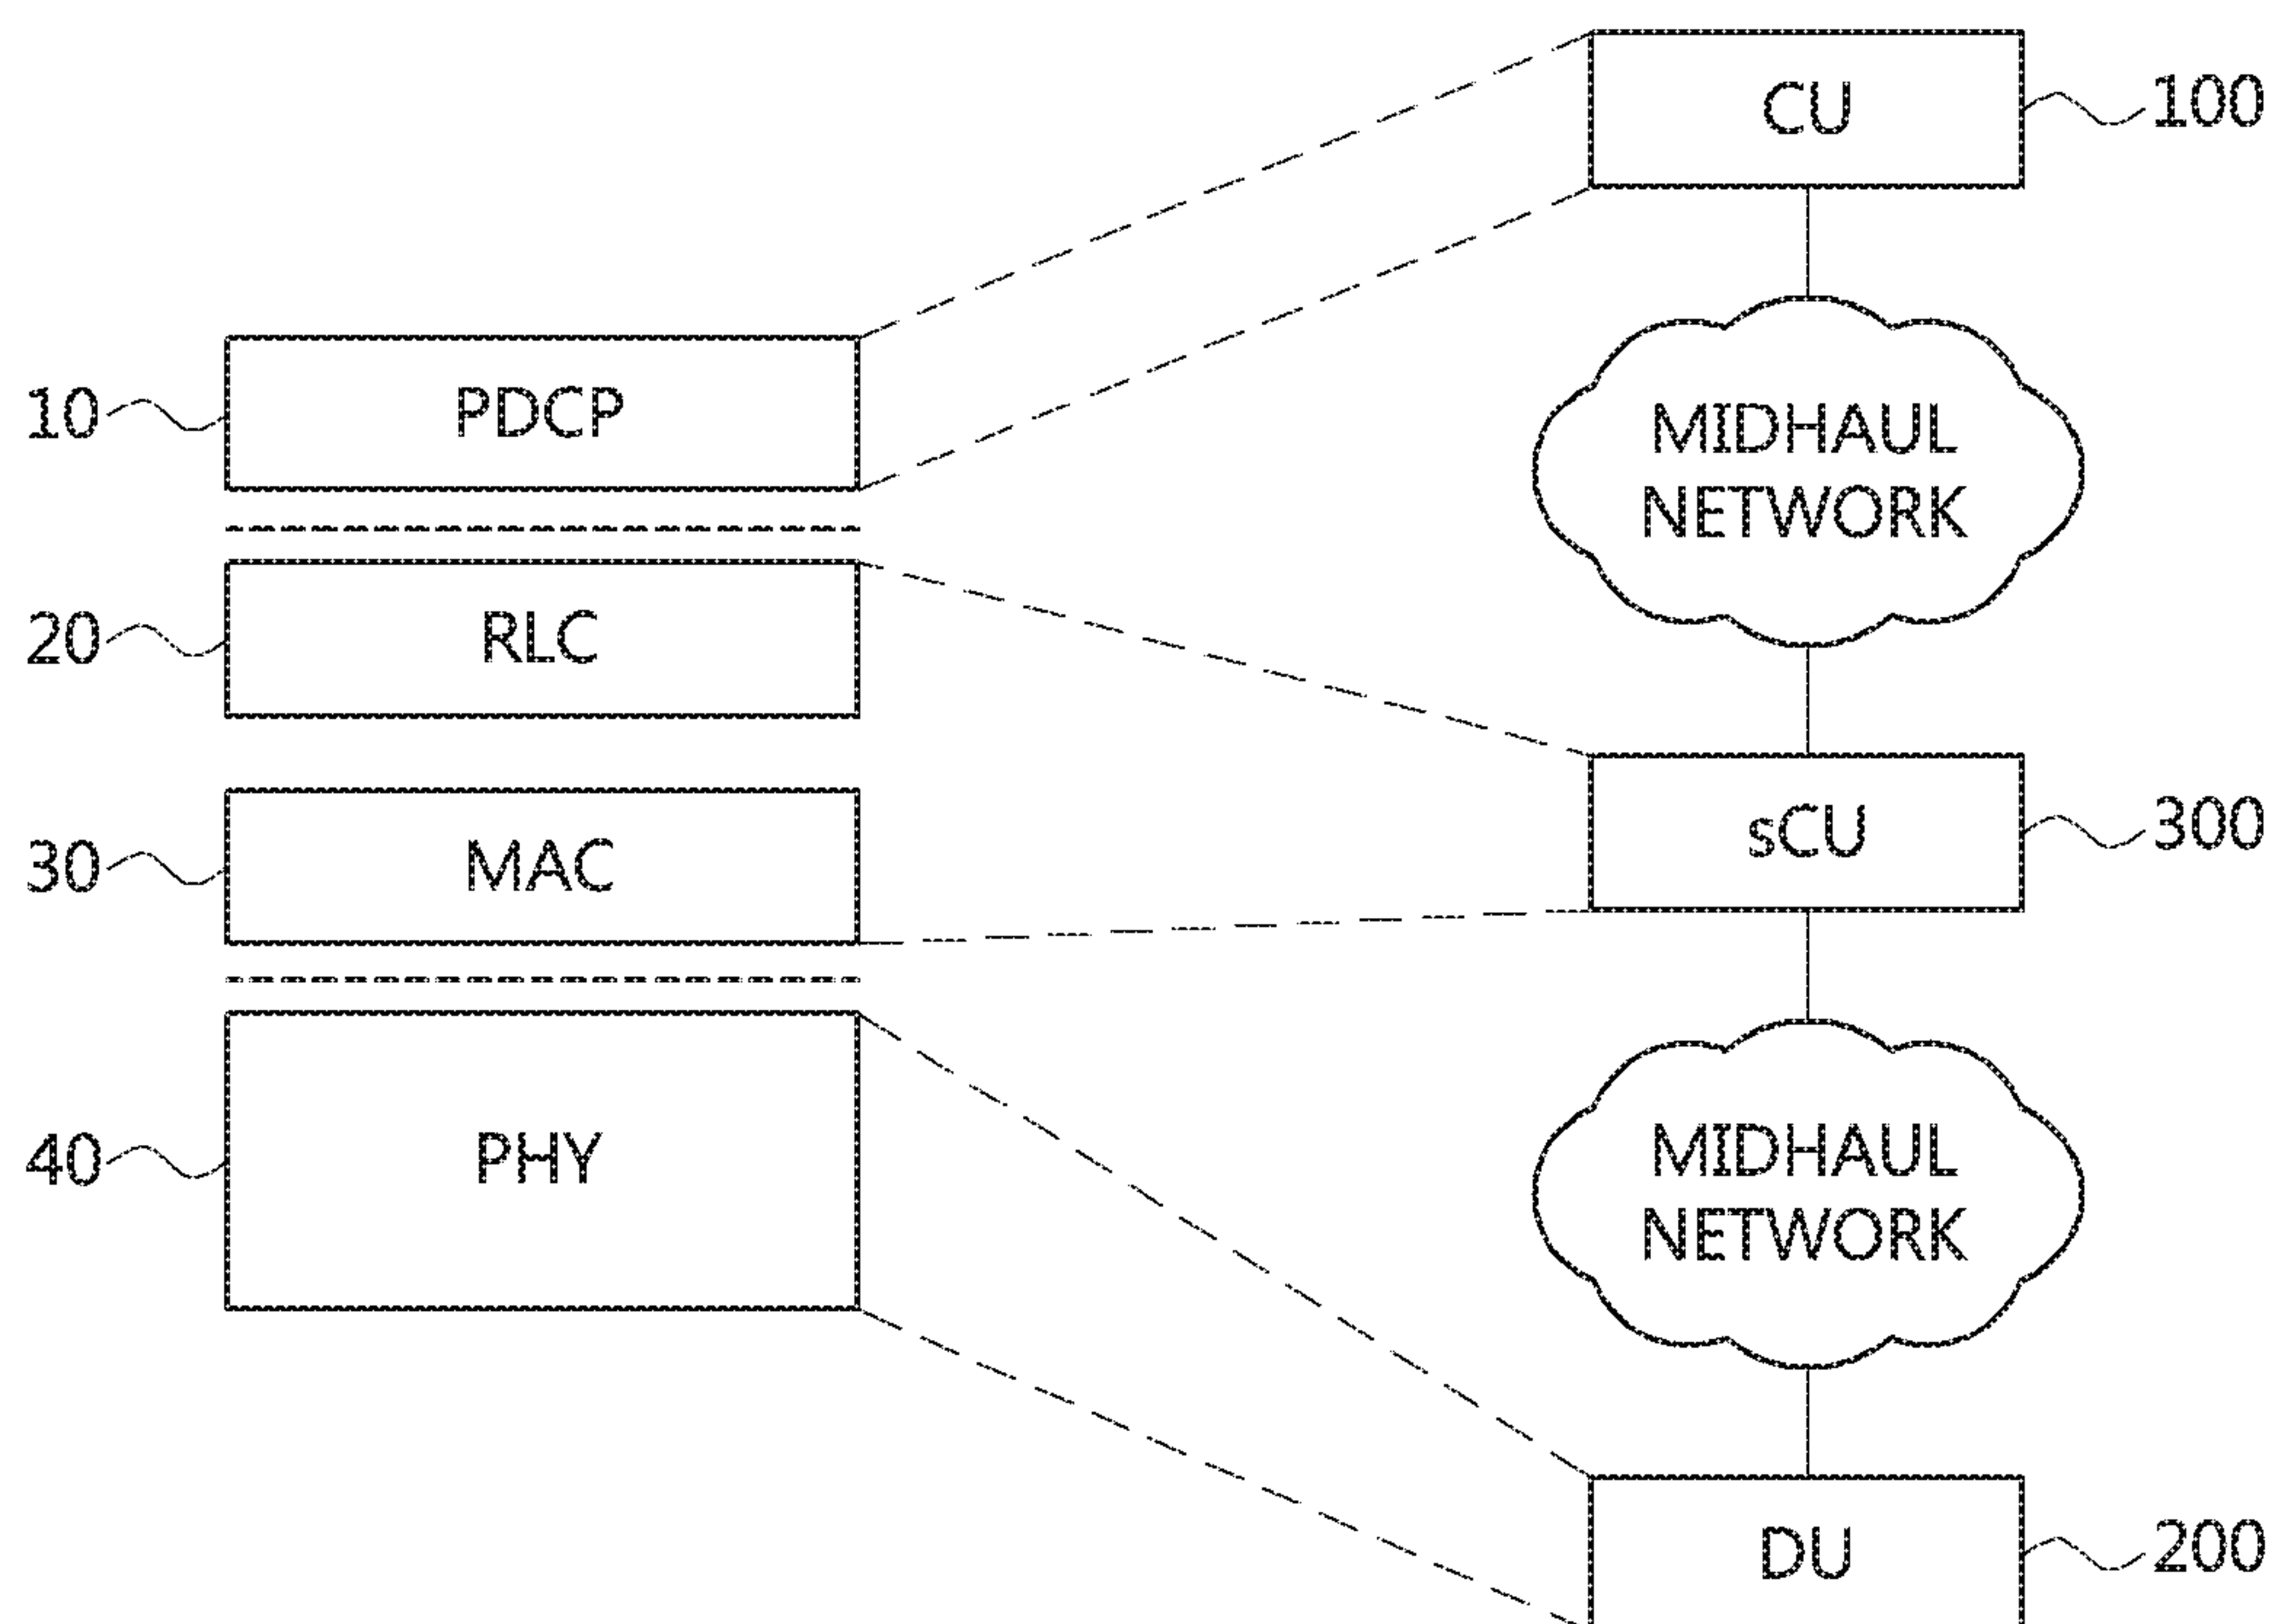 CU
100
MIDHAUL
NETWORK
10
PDCP
20
RLC
30
MAC
sCU
300
40
PHY
MIDHAUL
NETWORK
DU
200